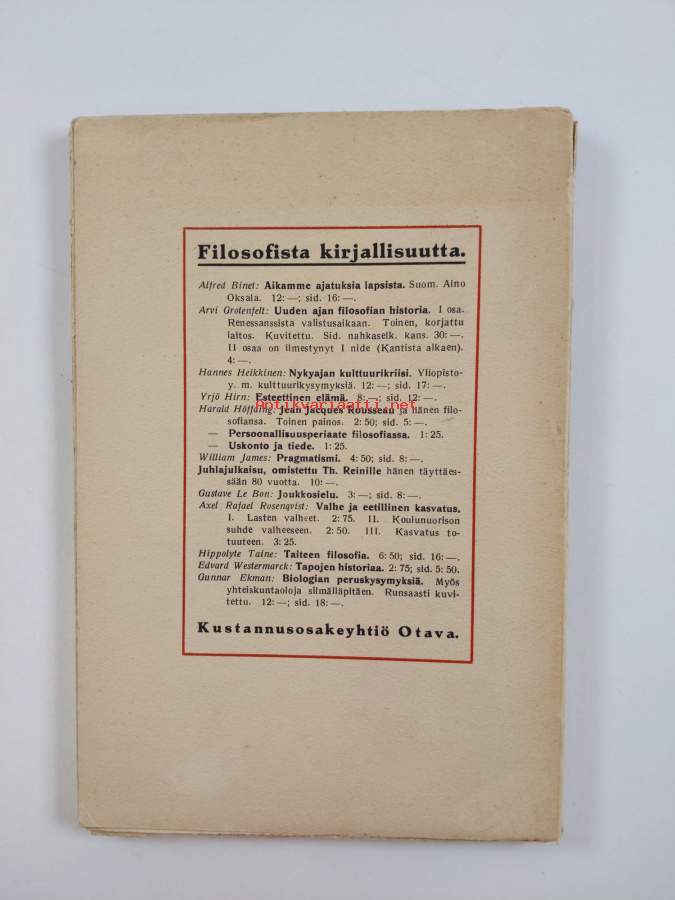 Filosofista kirjallisuutta.
Alfred Binet: Aikamme ajatuksia lapsista. Suom. Aino
Oksala. 12: —; sid. 16: —.
Arvi Grotenfelt: Uuden ajan filosofian historia. I osa.
Renessanssista valistusaikaan. Toinen, korjattu
laitos. Kuvitettu. Sid. nahkaselk. kans. 30: —.
II osaa on ilmestynyt I nide (Kantista alkaen).
4: —.
Hannes Heikkinen: Nykyajan kulttuurikriisi. Yliopisto-
y. m. kulttuurikysymyksiä. 12: —; sid. 17: —.
Yrjö Hirn: Esteettinen elämä. 8: —; sid. 12: —.
antikvariaatti.net
Harald Höffding: Jean Jacques Rousseau ja hänen filo-
sofiansa. Toinen painos. 2: 50; sid. 5: —.
— Persoonallisuusperiaate filosofiassa. 1: 25.
— Uskonto ja tiede. 1: 25.
William James: Pragmatismi. 4: 50; sid. 8: —.
Juhlajulkaisu, omistettu Th. Reinille hänen täyttäes-
sään 80 vuotta. 10: —.
Gustave Le Bon: Joukkosielu. 3: —; sid. 8: —.
Axel Rafael Rosenqvist: Valhe ja eetillinen kasvatus.
I. Lasten valheet. 2: 75. II. Koulunuorison
suhde valheeseen. 2: 50. III. Kasvatus to-
tuuteen. 3: 25.
Hippolyte Taine: Taiteen filosofia. 6: 50; sid. 16: —.
Edvard Westermarck: Tapojen historiaa. 2: 75; sid. 5: 50.
Gunnar Ekman: Biologian peruskysymyksiä. Myös
yhteiskuntaoloja silmälläpitäen. Runsaasti kuvi-
tettu. 12: —; sid. 18: —.
Kustannusosakeyhtiö Otava.